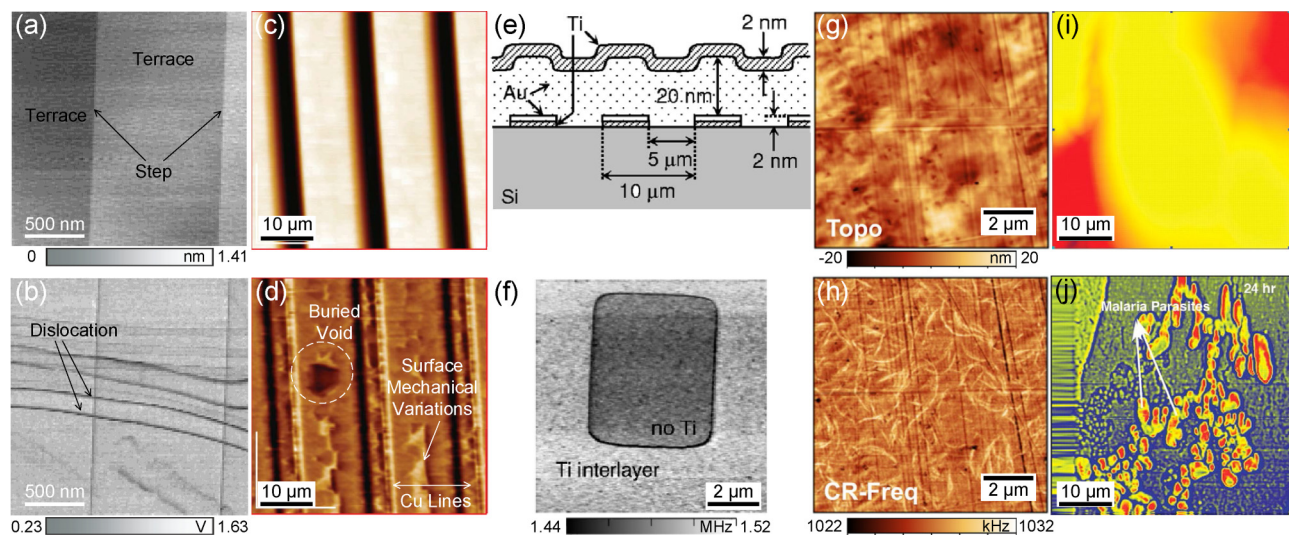 (a)
Terrace
Terrace
Step
500 nm
0 nm 1.41
(b)
Dislocation
500 nm
0.23 V 1.63
(c)
10 µm
(d)
Buried
Void
Surface
Mechanical
Variations
Cu Lines
10 µm
(e)
Ti
2 nm
Au
20 nm
5 µm
2 nm
10 µm
Si
(f)
no Ti
Ti interlayer
2 µm
1.44 MHz 1.52
(g)
Topo
2 µm
-20 nm 20
(h)
CR-Freq
2 µm
1022 kHz 1032
(i)
10 µm
(j)
24 hr
Malaria Parasites
10 µm